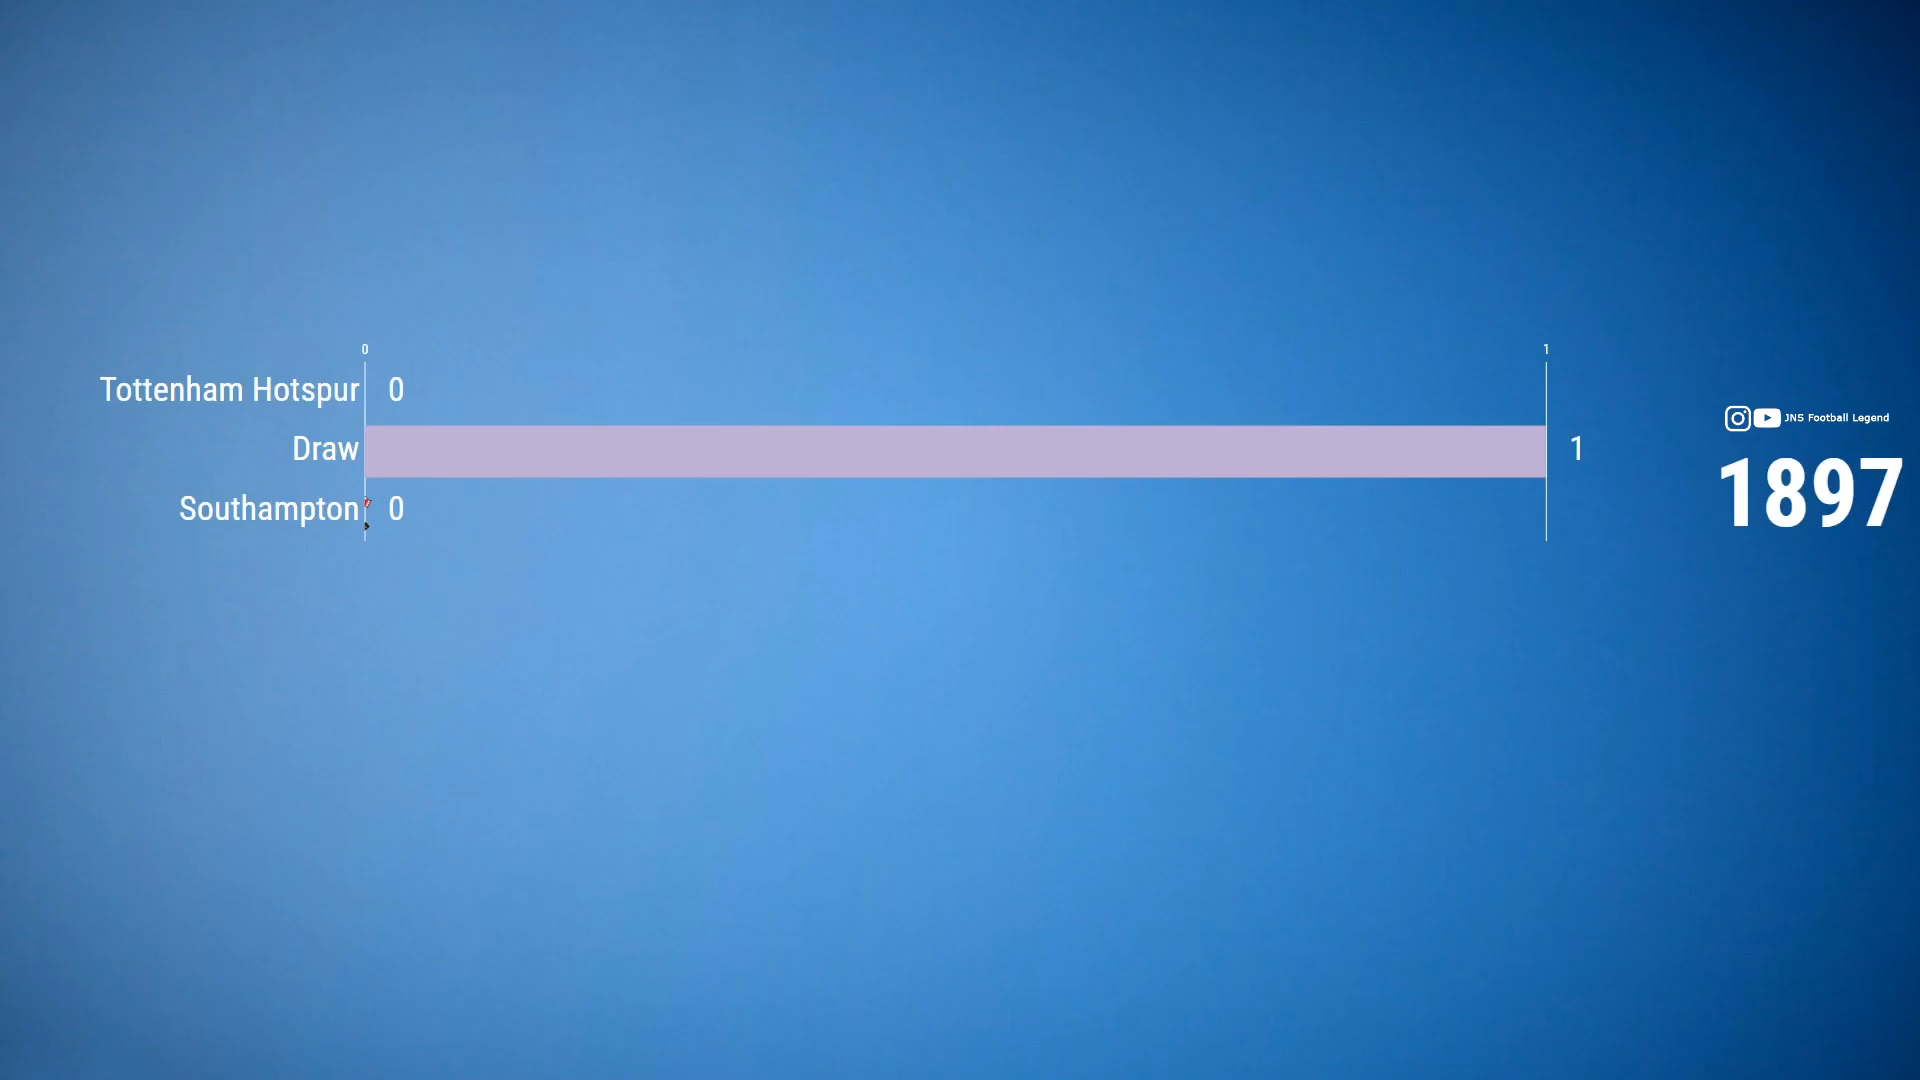 0 1
Tottenham Hotspur 0
Draw 1
Southampton 0
JNS Football Legend
1897